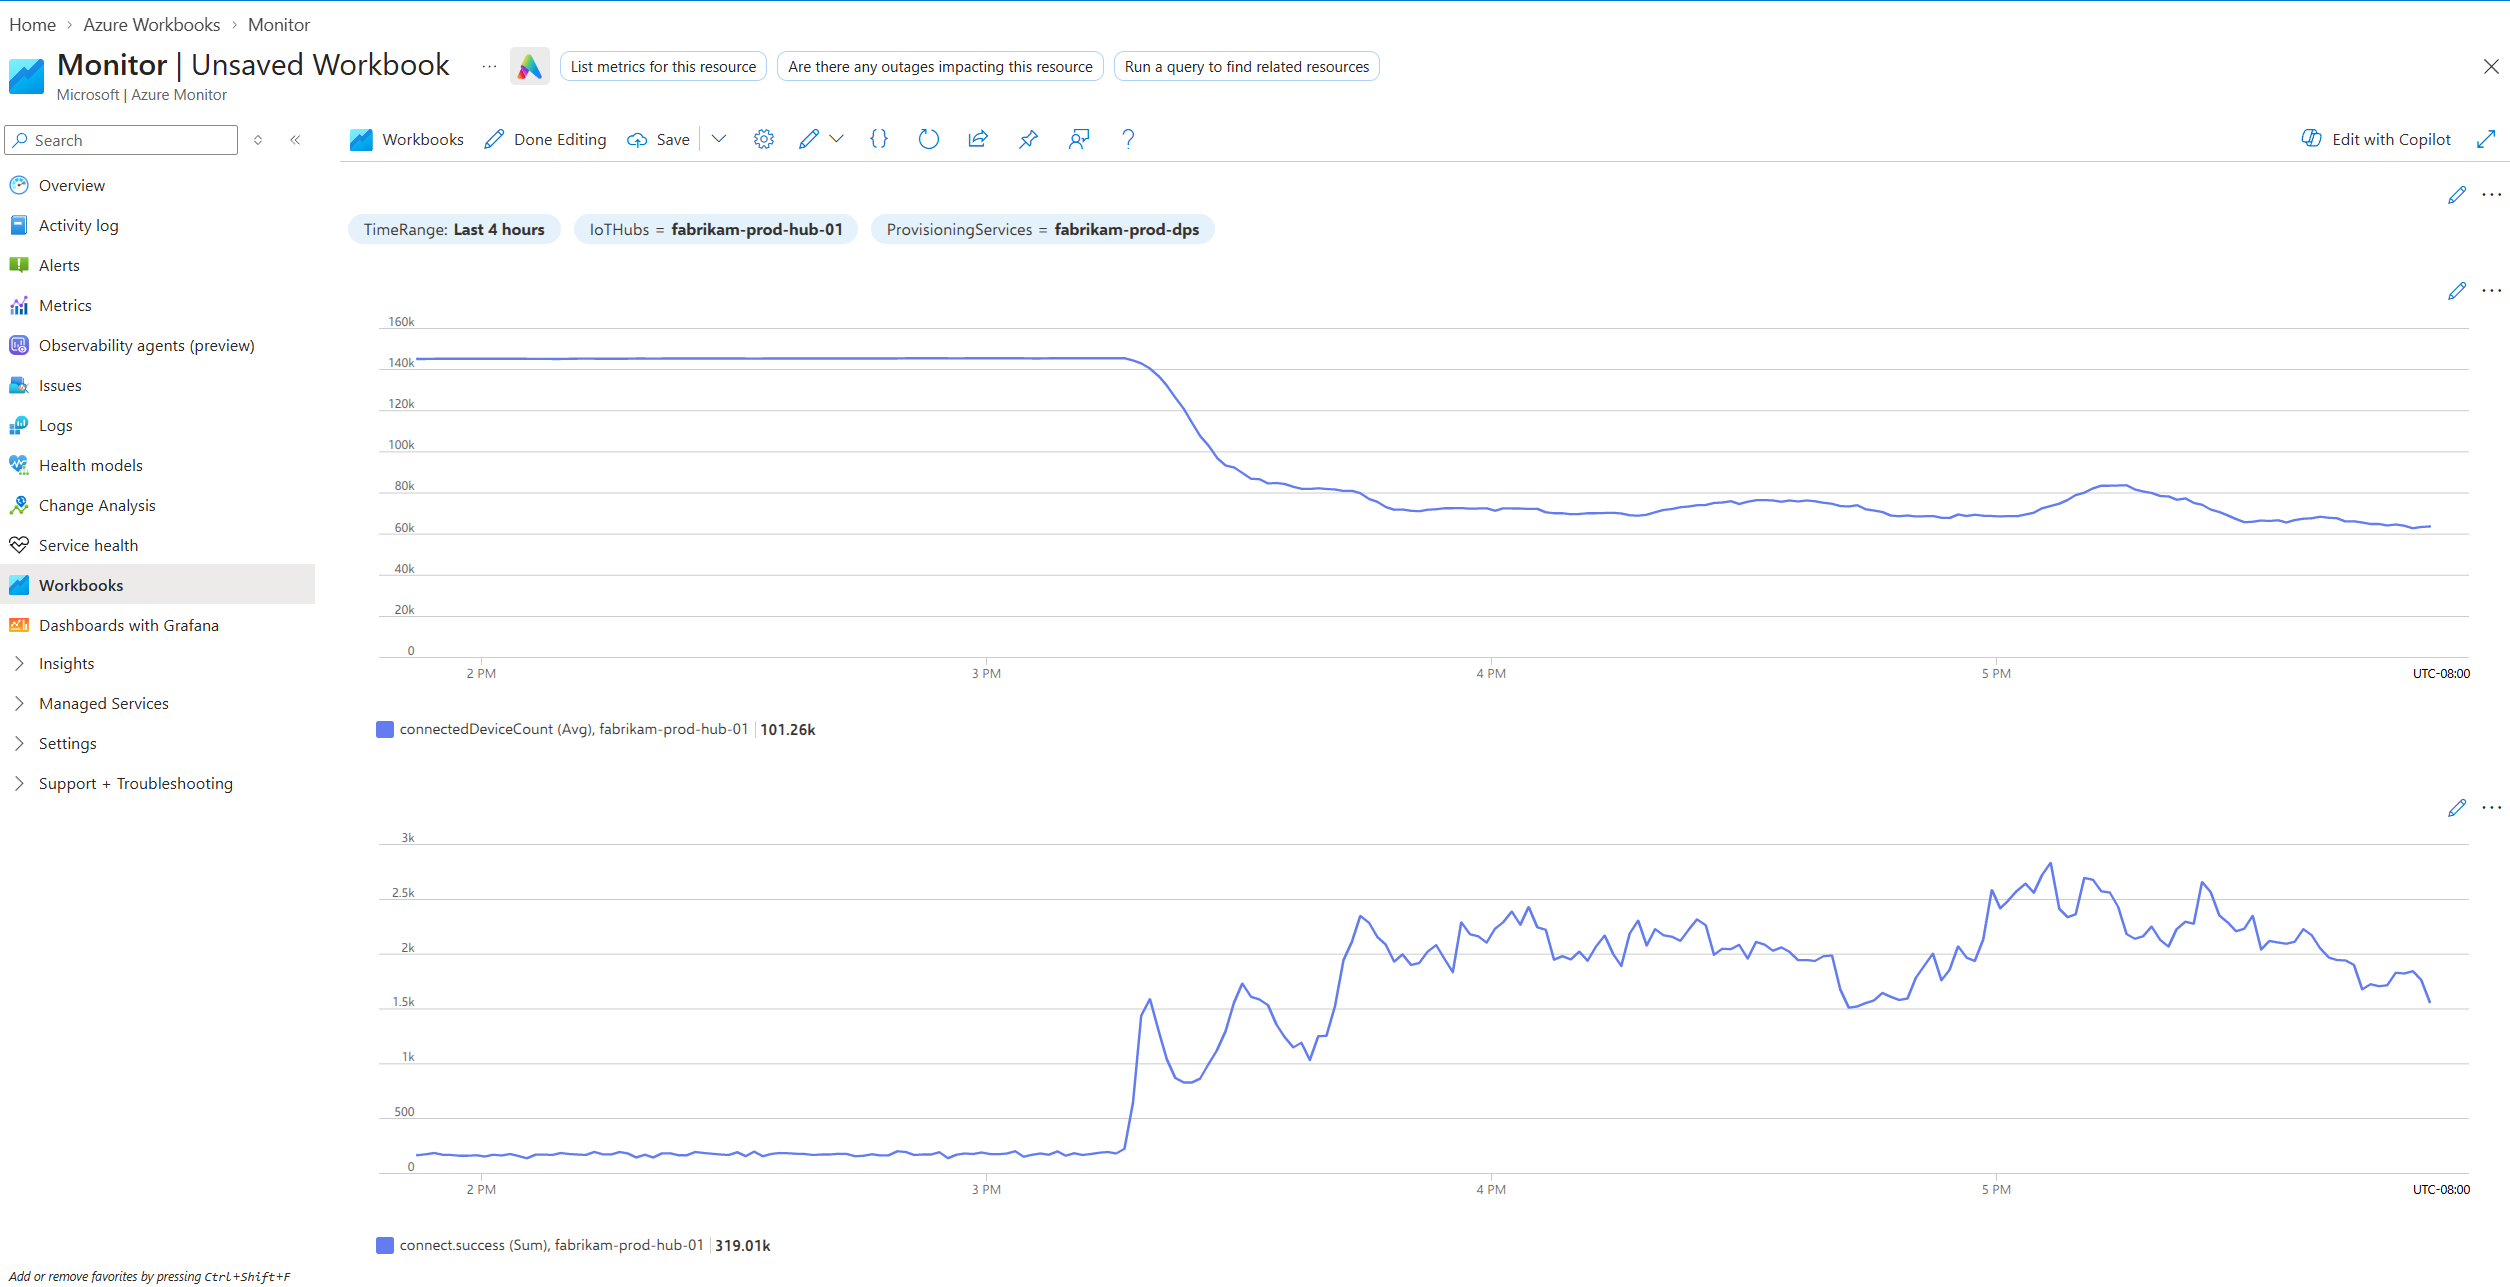 Home > Azure Workbooks > Monitor
Monitor | Unsaved Workbook ...
Microsoft | Azure Monitor
List metrics for this resource
Are there any outages impacting this resource
Run a query to find related resources
Search
Workbooks Done Editing Save
Edit with Copilot
Overview
Activity log
Alerts
Metrics
Observability agents (preview)
Issues
Logs
Health models
Change Analysis
Service health
Workbooks
Dashboards with Grafana
Insights
Managed Services
Settings
Support + Troubleshooting
Add or remove favorites by pressing Ctrl+Shift+F
TimeRange: Last 4 hours
IoTHubs = fabrikam-prod-hub-01
ProvisioningServices = fabrikam-prod-dps
160k
140k
120k
100k
80k
60k
40k
20k
0
2 PM 3 PM 4 PM 5 PM UTC-08:00
connectedDeviceCount (Avg), fabrikam-prod-hub-01 | 101.26k
3k
2.5k
2k
1.5k
1k
500
0
2 PM 3 PM 4 PM 5 PM UTC-08:00
connect.success (Sum), fabrikam-prod-hub-01 | 319.01k